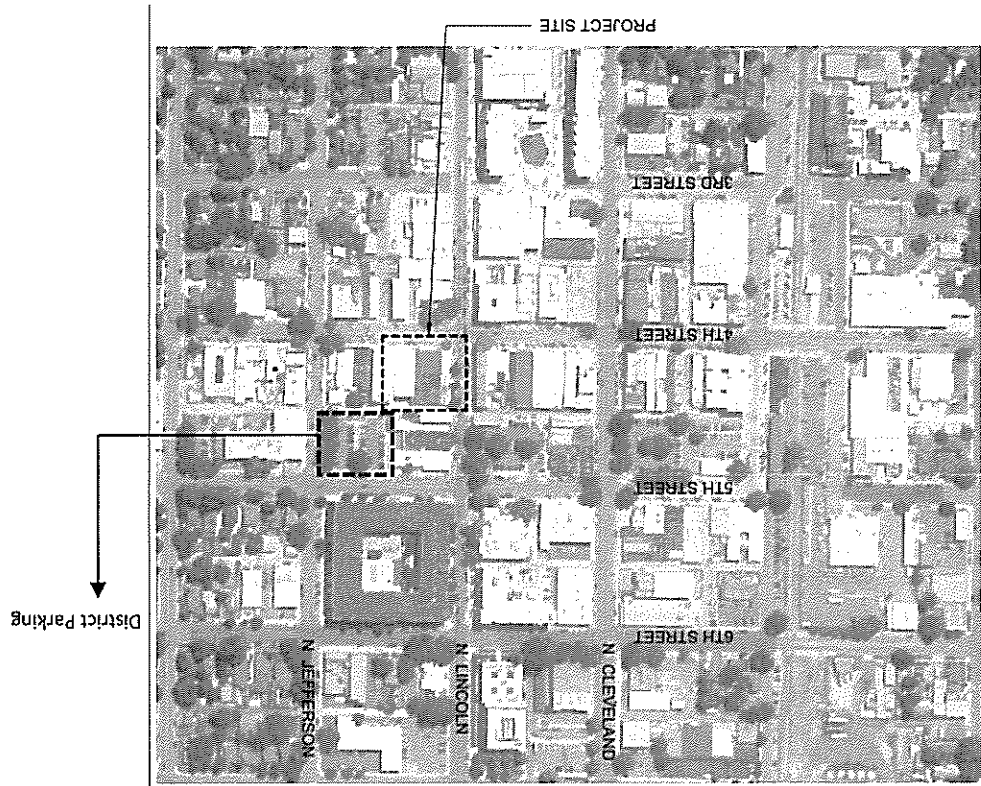 PROJECT SITE
3RD STREET
4TH STREET
5TH STREET
6TH STREET
N JEFFERSON
N LINCOLN
N CLEVELAND
District Parking